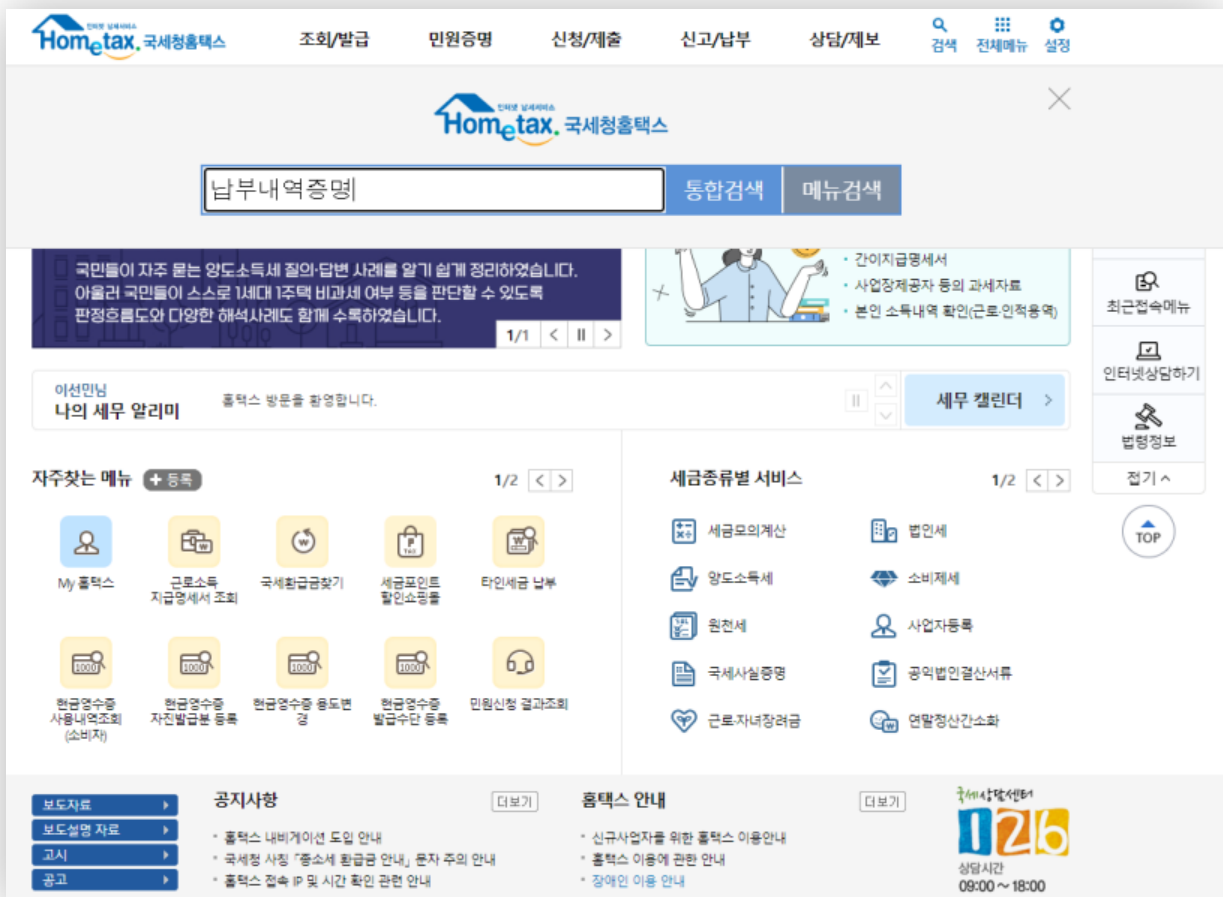 인터넷 납세서비스
Hometax. 국세청홈택스
조회/발급 민원증명 신청/제출 신고/납부 상담/제보 검색 전체메뉴 설정
인터넷 납세서비스
Hometax. 국세청홈택스
납부내역증명 통합검색 메뉴검색
국민들이 자주 묻는 양도소득세 질의·답변 사례를 알기 쉽게 정리하였습니다.
아울러 국민들이 스스로 1세대 1주택 비과세 여부 등을 판단할 수 있도록
판정흐름도와 다양한 해석사례도 함께 수록하였습니다.
1/1
· 간이지급명세서
· 사업장제공자 등의 과세자료
· 본인 소득내역 확인(근로·인적용역)
최근접속메뉴
인터넷상담하기
법령정보
접기
TOP
이선민님
나의 세무 알리미
홈택스 방문을 환영합니다.
세무 캘린더
자주찾는 메뉴 + 등록 1/2
My 홈택스
근로소득
지급명세서 조회
국세환급금찾기
세금포인트
할인쇼핑몰
타인세금 납부
현금영수증
사용내역조회
(소비자)
현금영수증
자진발급분 등록
현금영수증 용도변
경
현금영수증
발급수단 등록
민원신청 결과조회
세금종류별 서비스 1/2
세금모의계산 법인세
양도소득세 소비제세
원천세 사업자등록
국세사실증명 공익법인결산서류
근로·자녀장려금 연말정산간소화
보도자료
보도설명 자료
고시
공고
공지사항 더보기
· 홈택스 내비게이션 도입 안내
· 국세청 사칭 「종소세 환급금 안내」 문자 주의 안내
· 홈택스 접속 IP 및 시간 확인 관련 안내
홈택스 안내 더보기
· 신규사업자를 위한 홈택스 이용안내
· 홈택스 이용에 관한 안내
· 장애인 이용 안내
국세상담센터
126
상담시간
09:00 ~ 18:00